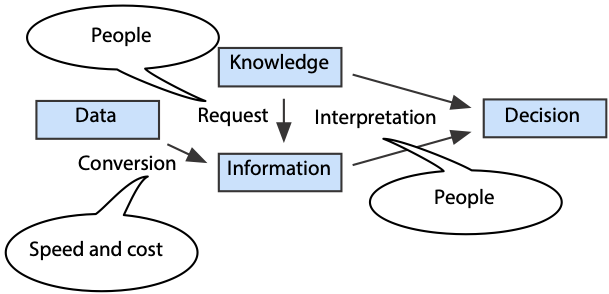 People
Knowledge
Data
Request
Interpretation
Decision
Conversion
Information
People
Speed and cost